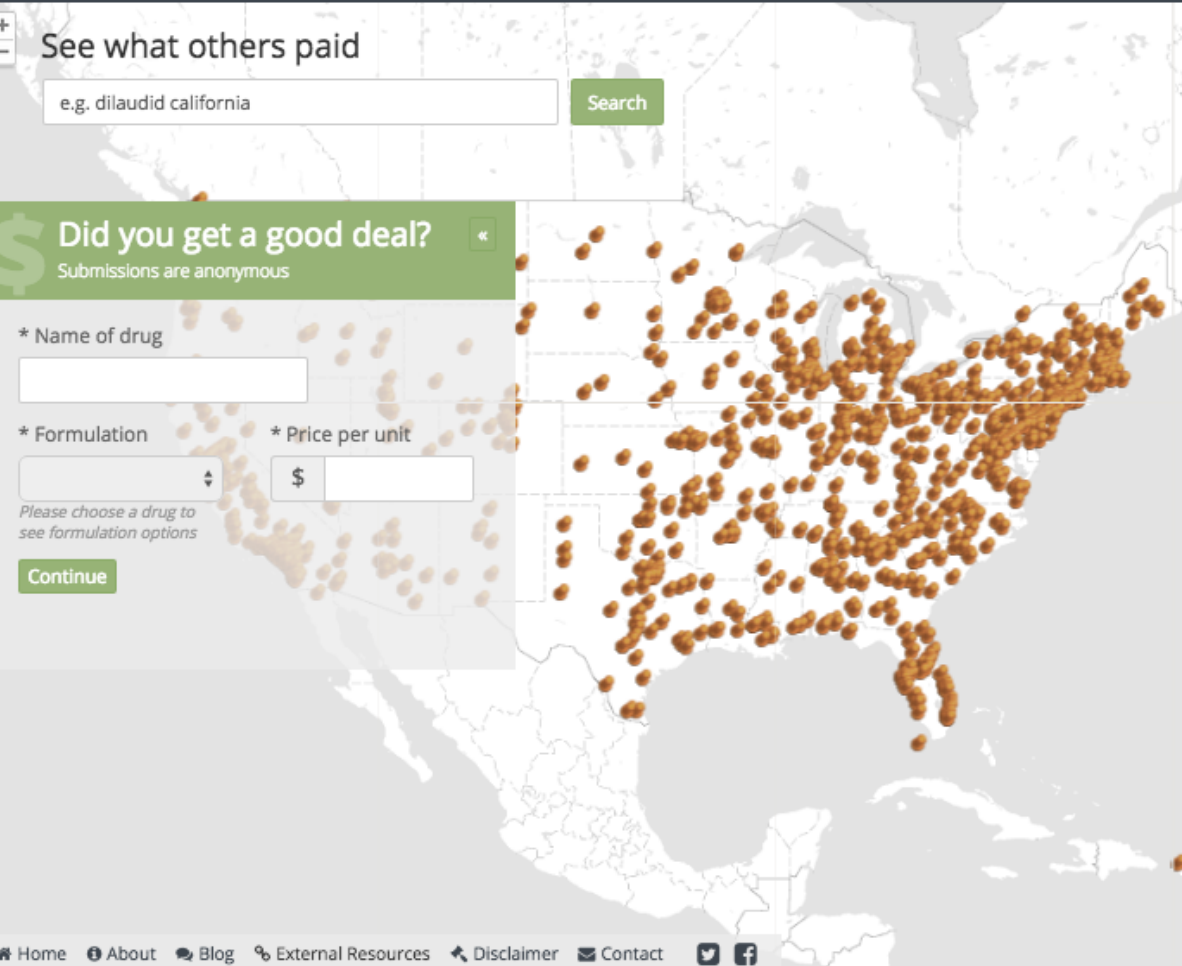 +
−
See what others paid
e.g. dilaudid california
Search
$
Did you get a good deal?
«
Submissions are anonymous
* Name of drug
* Formulation
* Price per unit
$
Please choose a drug to
see formulation options
Continue
Home About Blog External Resources Disclaimer Contact